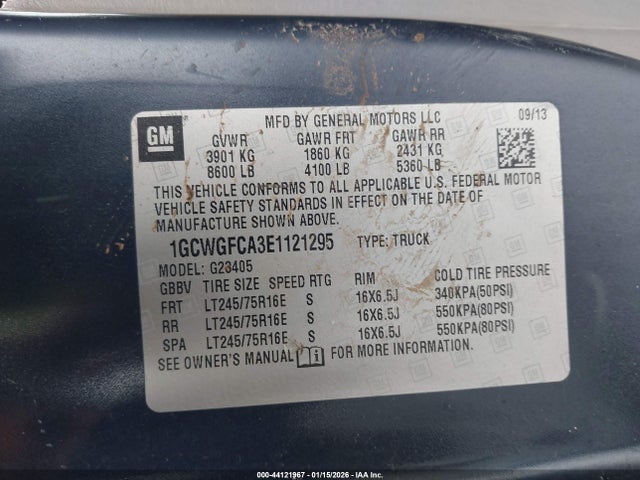 MFD BY GENERAL MOTORS LLC 09/13
GM
GVWR GAWR FRT GAWR RR
3901 KG 1860 KG 2431 KG
8600 LB 4100 LB 5360 LB
THIS VEHICLE CONFORMS TO ALL APPLICABLE U.S. FEDERAL MOTOR
VEHICLE SAFETY STANDARDS IN EFFECT ON THE DATE OF
MANUFACTURE SHOWN ABOVE.
1GCWGFCA3E1121295 TYPE: TRUCK
MODEL: G23405
GBBV TIRE SIZE SPEED RTG RIM COLD TIRE PRESSURE
FRT LT245/75R16E S 16X6.5J 340KPA(50PSI)
RR LT245/75R16E S 16X6.5J 550KPA(80PSI)
SPA LT245/75R16E S 16X6.5J 550KPA(80PSI)
SEE OWNER'S MANUAL FOR MORE INFORMATION.
000-44121967 - 01/15/2026 - IAA Inc.